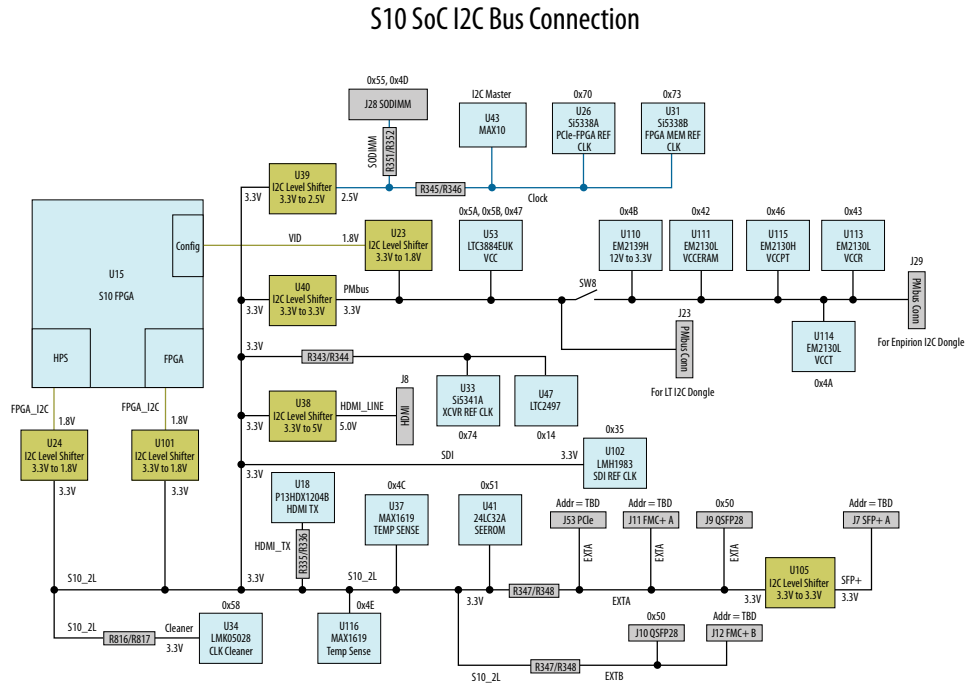 S10 SoC I2C Bus Connection
0x55, 0x4D
J28 SODIMM
SODIMM
R351/R352
I2C Master
U43
MAX10
0x70
U26
Si5338A
PCIe-FPGA REF
CLK
0x73
U31
Si5338B
FPGA MEM REF
CLK
U39
I2C Level Shifter
3.3V to 2.5V
3.3V
2.5V
R345/R346
Clock
U15
S10 FPGA
Config
HPS
FPGA
VID
1.8V
U23
I2C Level Shifter
3.3V to 1.8V
0x5A, 0x5B, 0x47
U53
LTC3884EUK
VCC
0x4B
U110
EM2139H
12V to 3.3V
0x42
U111
EM2130L
VCCERAM
0x46
U115
EM2130H
VCCPT
0x43
U113
EM2130L
VCCR
J29
PMbus Conn
For Enpirion I2C Dongle
U40
I2C Level Shifter
3.3V to 3.3V
3.3V
PMbus
3.3V
SW8
J23
PMbus Conn
For LT I2C Dongle
U114
EM2130L
VCCT
0x4A
3.3V
R343/R344
U33
Si5341A
XCVR REF CLK
0x74
U47
LTC2497
0x14
U38
I2C Level Shifter
3.3V to 5V
3.3V
HDMI_LINE
5.0V
J8
HDMI
FPGA_I2C
1.8V
U24
I2C Level Shifter
3.3V to 1.8V
3.3V
FPGA_I2C
1.8V
U101
I2C Level Shifter
3.3V to 1.8V
3.3V
3.3V
SDI
3.3V
0x35
U102
LMH1983
SDI REF CLK
U18
P13HDX1204B
HDMI TX
HDMI_TX
R335/R336
0x4C
U37
MAX1619
TEMP SENSE
0x51
U41
24LC32A
SEEROM
Addr = TBD
J53 PCIe
EXTA
Addr = TBD
J11 FMC+ A
EXTA
0x50
J9 QSFP28
EXTA
Addr = TBD
J7 SFP+ A
S10_2L
3.3V
S10_2L
3.3V
R347/R348
EXTA
3.3V
U105
I2C Level Shifter
3.3V to 3.3V
SFP+
3.3V
S10_2L
R816/R817
Cleaner
3.3V
0x58
U34
LMK05028
CLK Cleaner
0x4E
U116
MAX1619
Temp Sense
0x50
J10 QSFP28
Addr = TBD
J12 FMC+ B
S10_2L
R347/R348
EXTB